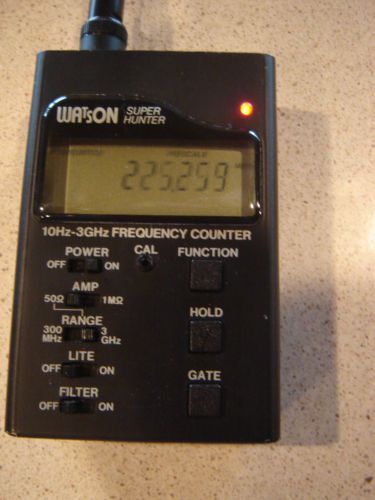 WATSON SUPER HUNTER
PRESCALE
225.259
10Hz-3GHz FREQUENCY COUNTER
POWER CAL FUNCTION
OFF ON
AMP
50Ω 1MΩ
RANGE HOLD
300 MHz 3 GHz
LITE
OFF ON
GATE
FILTER
OFF ON